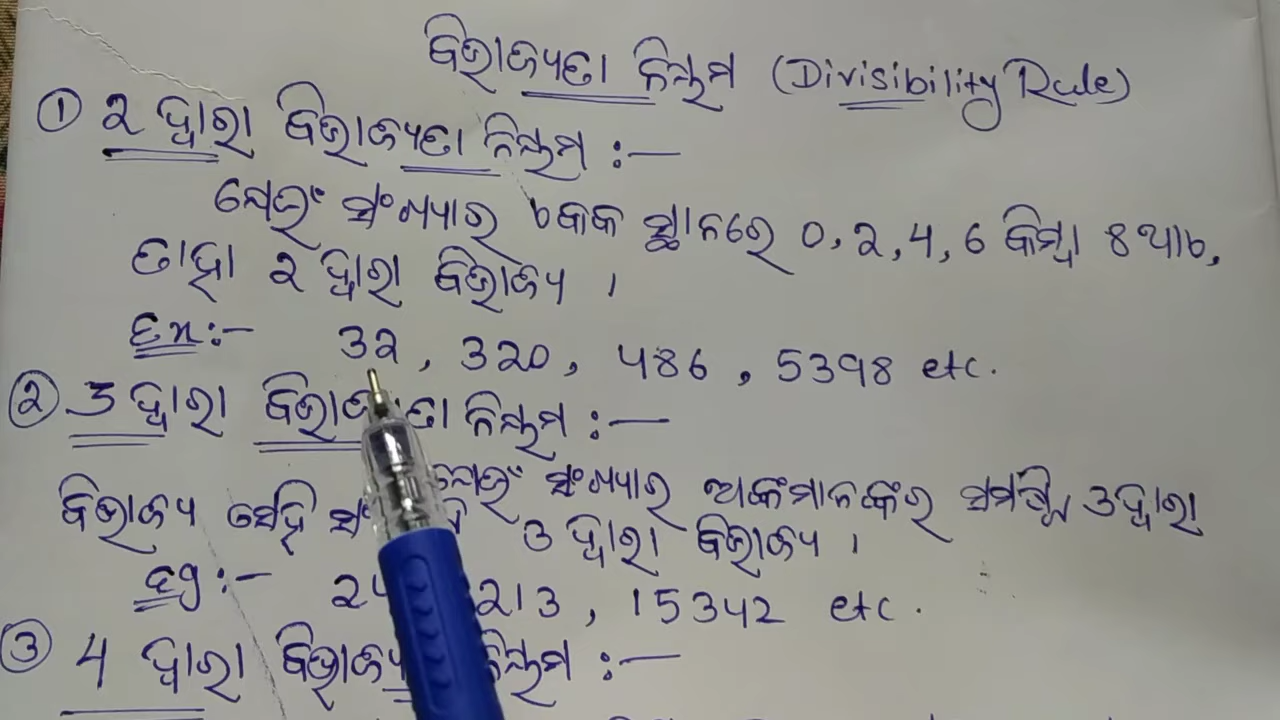 ବିଭାଜ୍ୟତା ନିୟମ (Divisibility Rule)
① 2 ଦ୍ୱାରା ବିଭାଜ୍ୟତା ନିୟମ :—
ଯେଉଁ ସଂଖ୍ୟାର ଏକକ ସ୍ଥାନରେ 0, 2, 4, 6 କିମ୍ବା 8 ଥାଏ,
ତାହା 2 ଦ୍ୱାରା ବିଭାଜ୍ୟ ।
Ex :— 32, 320, 486, 5398 etc.
② 3 ଦ୍ୱାରା ବିଭାଜ୍ୟତା ନିୟମ :—
ଯେଉଁ ସଂଖ୍ୟାର ଅଙ୍କମାନଙ୍କର ସମଷ୍ଟି 3 ଦ୍ୱାରା
ବିଭାଜ୍ୟ ସେହି 3 ଦ୍ୱାରା ବିଭାଜ୍ୟ ।
Eg :— 213, 15342 etc.
③ 4 ଦ୍ୱାରା ବିଭାଜ୍ୟ ନିୟମ :—